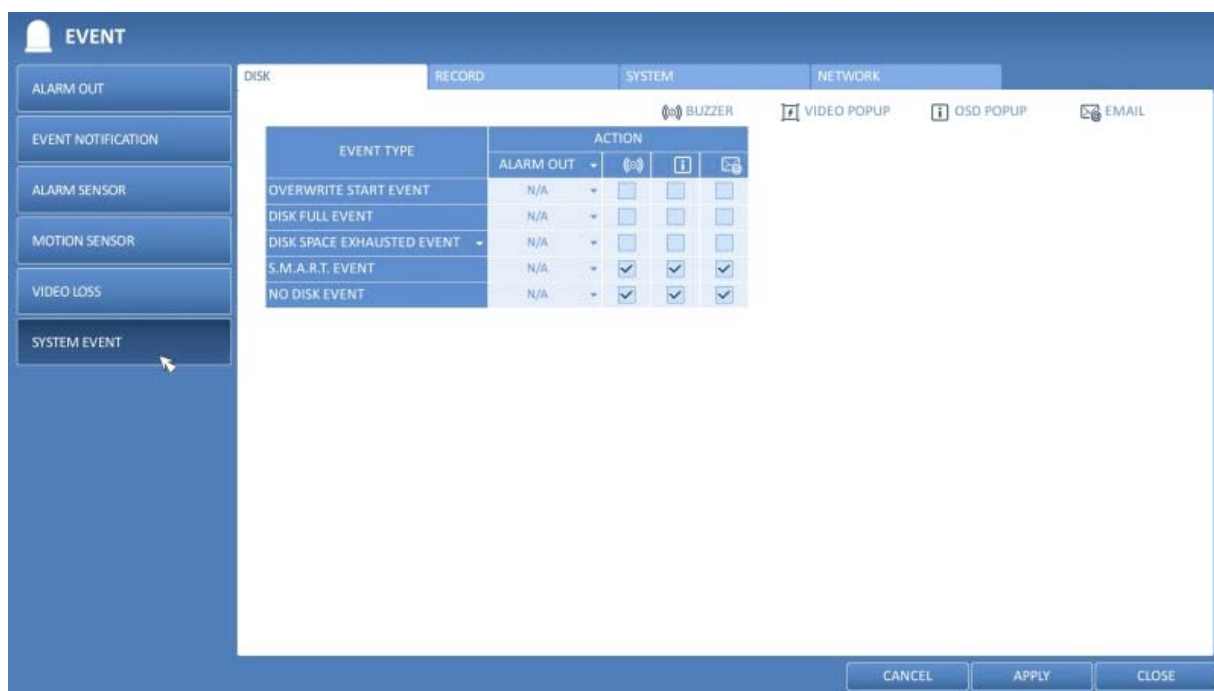 EVENT
ALARM OUT
EVENT NOTIFICATION
ALARM SENSOR
MOTION SENSOR
VIDEO LOSS
SYSTEM EVENT
DISK RECORD SYSTEM NETWORK
BUZZER VIDEO POPUP OSD POPUP EMAIL
EVENT TYPE ACTION
ALARM OUT
OVERWRITE START EVENT N/A
DISK FULL EVENT N/A
DISK SPACE EXHAUSTED EVENT N/A
S.M.A.R.T. EVENT N/A
NO DISK EVENT N/A
CANCEL APPLY CLOSE